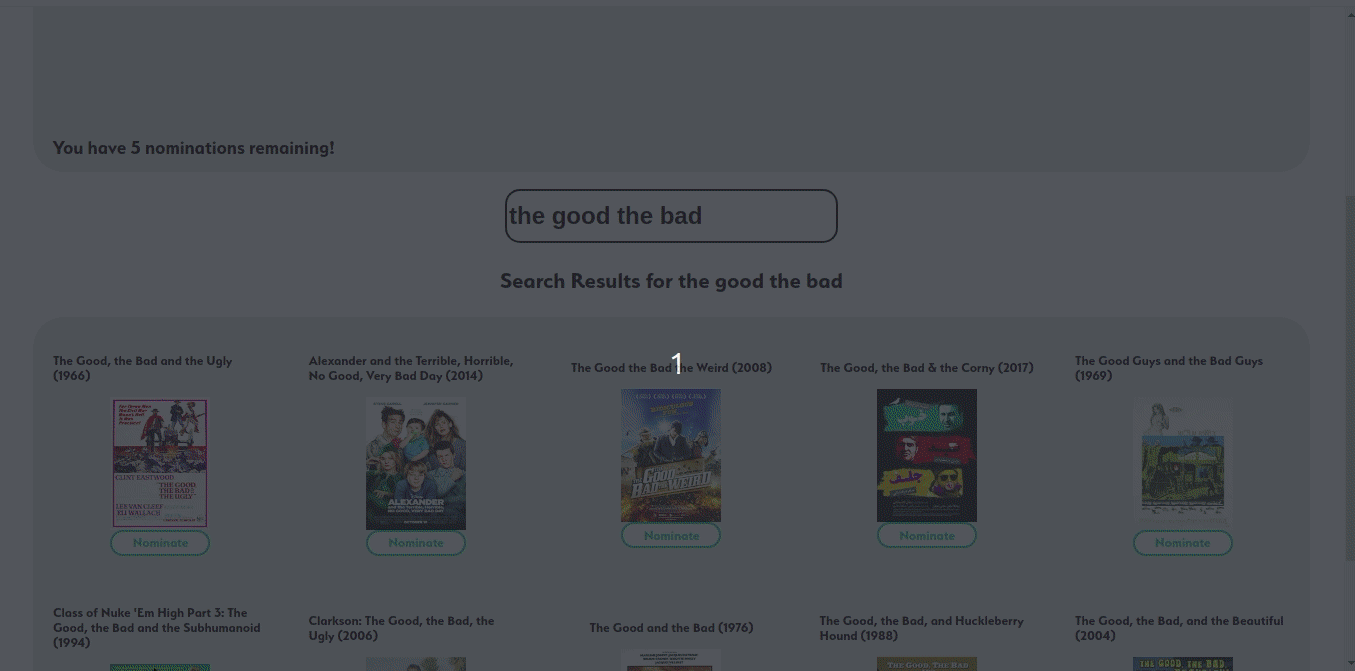 You have 5 nominations remaining!
the good the bad
Search Results for the good the bad
1
The Good, the Bad and the Ugly
(1966)
Alexander and the Terrible, Horrible,
No Good, Very Bad Day (2014)
The Good the Bad the Weird (2008)
The Good, the Bad & the Corny (2017)
The Good Guys and the Bad Guys
(1969)
CLINT EASTWOOD
THE GOOD,
THE BAD &
THE UGLY
LEE VAN CLEEF
ELI WALLACH
ALEXANDER
Nominate
Nominate
Nominate
Nominate
Nominate
Class of Nuke 'Em High Part 3: The
Good, the Bad and the Subhumanoid
(1994)
Clarkson: The Good, the Bad, the
Ugly (2006)
The Good and the Bad (1976)
The Good, the Bad, and Huckleberry
Hound (1988)
The Good, the Bad, and the Beautiful
(2004)
THE GOOD, THE BAD,
THE GOOD, THE BAD,